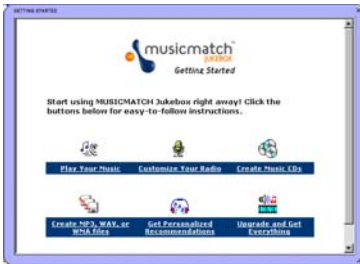 GETTING STARTED
musicmatch
JUKEBOX
Getting Started
Start using MUSICMATCH Jukebox right away! Click the
buttons below for easy-to-follow instructions.
Play Your Music Customize Your Radio Create Music CDs
Create MP3, WAV, or Get Personalized Upgrade and Get
WMA files Recommendations Everything